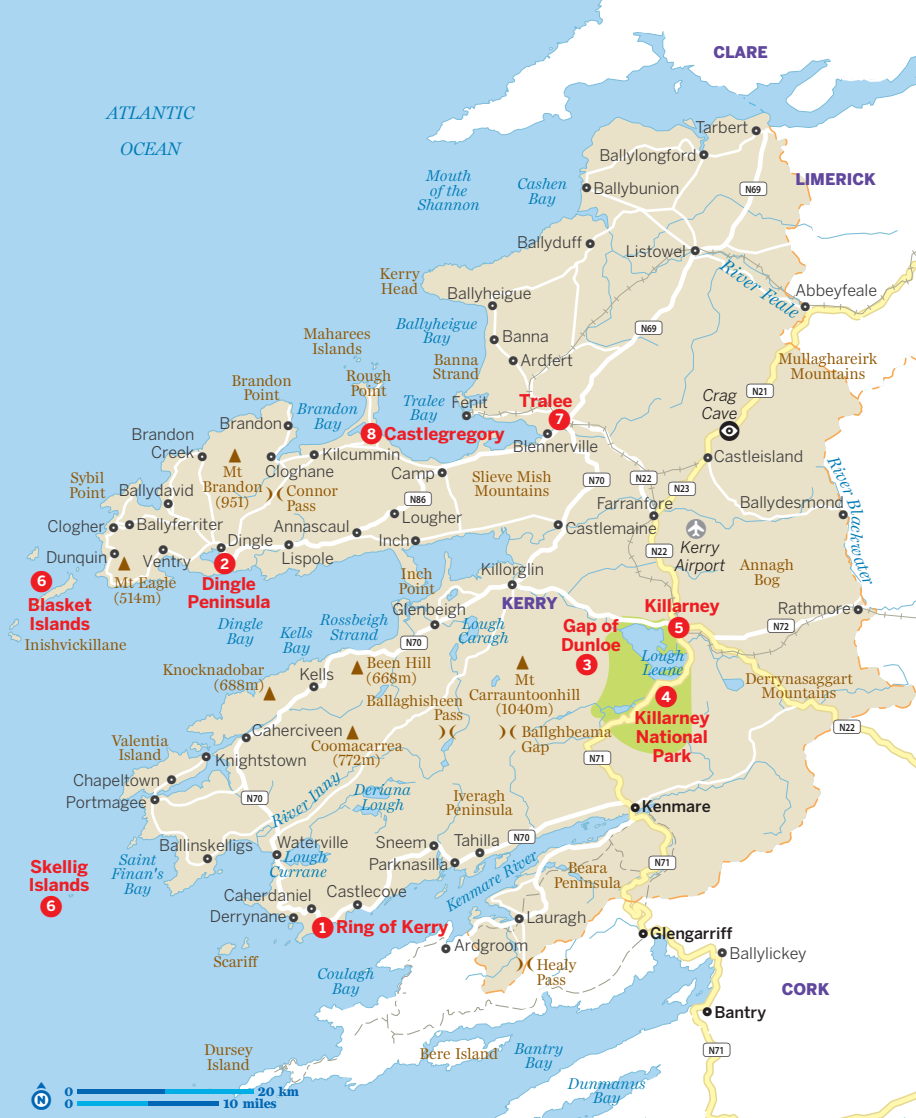 CLARE
ATLANTIC
OCEAN
Tarbert
Ballylongford
Mouth
of the
Shannon
Cashen
Bay
Ballybunion
N69
LIMERICK
Ballyduff
Listowel
River Feale
Kerry
Head
Ballyheigue
Abbeyfeale
Ballyheigue
Bay
Banna
N69
Maharees
Islands
Banna
Strand
Ardfert
Mullaghareirk
Mountains
Brandon
Point
Rough
Point
Tralee
Bay
Fenit
Tralee
7
Crag
Cave
N21
Brandon
Bay
Brandon
8 Castlegregory
Blennerville
Brandon
Creek
Kilcummin
Cloghane
Camp
Castleisland
Mt
Brandon
(951)
Connor
Pass
Slieve Mish
Mountains
N70
N22
N23
River Blackwater
Sybil
Point
Ballydavid
N86
Lougher
Farranfore
Ballydesmond
Clogher
Ballyferriter
Annascaul
Castlemaine
Inch
Dingle
Lispole
Kerry
Airport
N22
Dunquin
Ventry
2
Dingle
Peninsula
Mt Eagle
(514m)
Annagh
Bog
6
Blasket
Islands
Inch
Point
Killorglin
KERRY
Killarney
5
Rathmore
Inishvickillane
Dingle
Bay
Kells
Bay
Rossbeigh
Strand
Glenbeigh
Lough
Caragh
Gap of
Dunloe
3
N72
N70
Lough
Leane
Knocknadobar
(688m)
Kells
Been Hill
(668m)
Mt
Carrauntoonhill
(1040m)
4
Killarney
National
Park
Derrynasaggart
Mountains
Ballaghisheen
Pass
Ballghbeama
Gap
N22
Caherciveen
Coomacarrea
(772m)
Valentia
Island
Knightstown
N71
Chapeltown
Portmagee
N70
River Inny
Deriana
Lough
Iveragh
Peninsula
Kenmare
Ballinskelligs
Waterville
Lough
Currane
Sneem
Tahilla
N70
Parknasilla
Kenmare River
N71
Saint
Finan's
Bay
Skellig
Islands
6
Beara
Peninsula
Caherdaniel
Castlecove
Derrynane
1 Ring of Kerry
Lauragh
Glengarriff
Ardgroom
Ballylickey
Scariff
Healy
Pass
Coulagh
Bay
CORK
Bantry
Dursey
Island
Bere Island
Bantry
Bay
N71
Dunmanus
Bay
N
0 20 km
0 10 miles